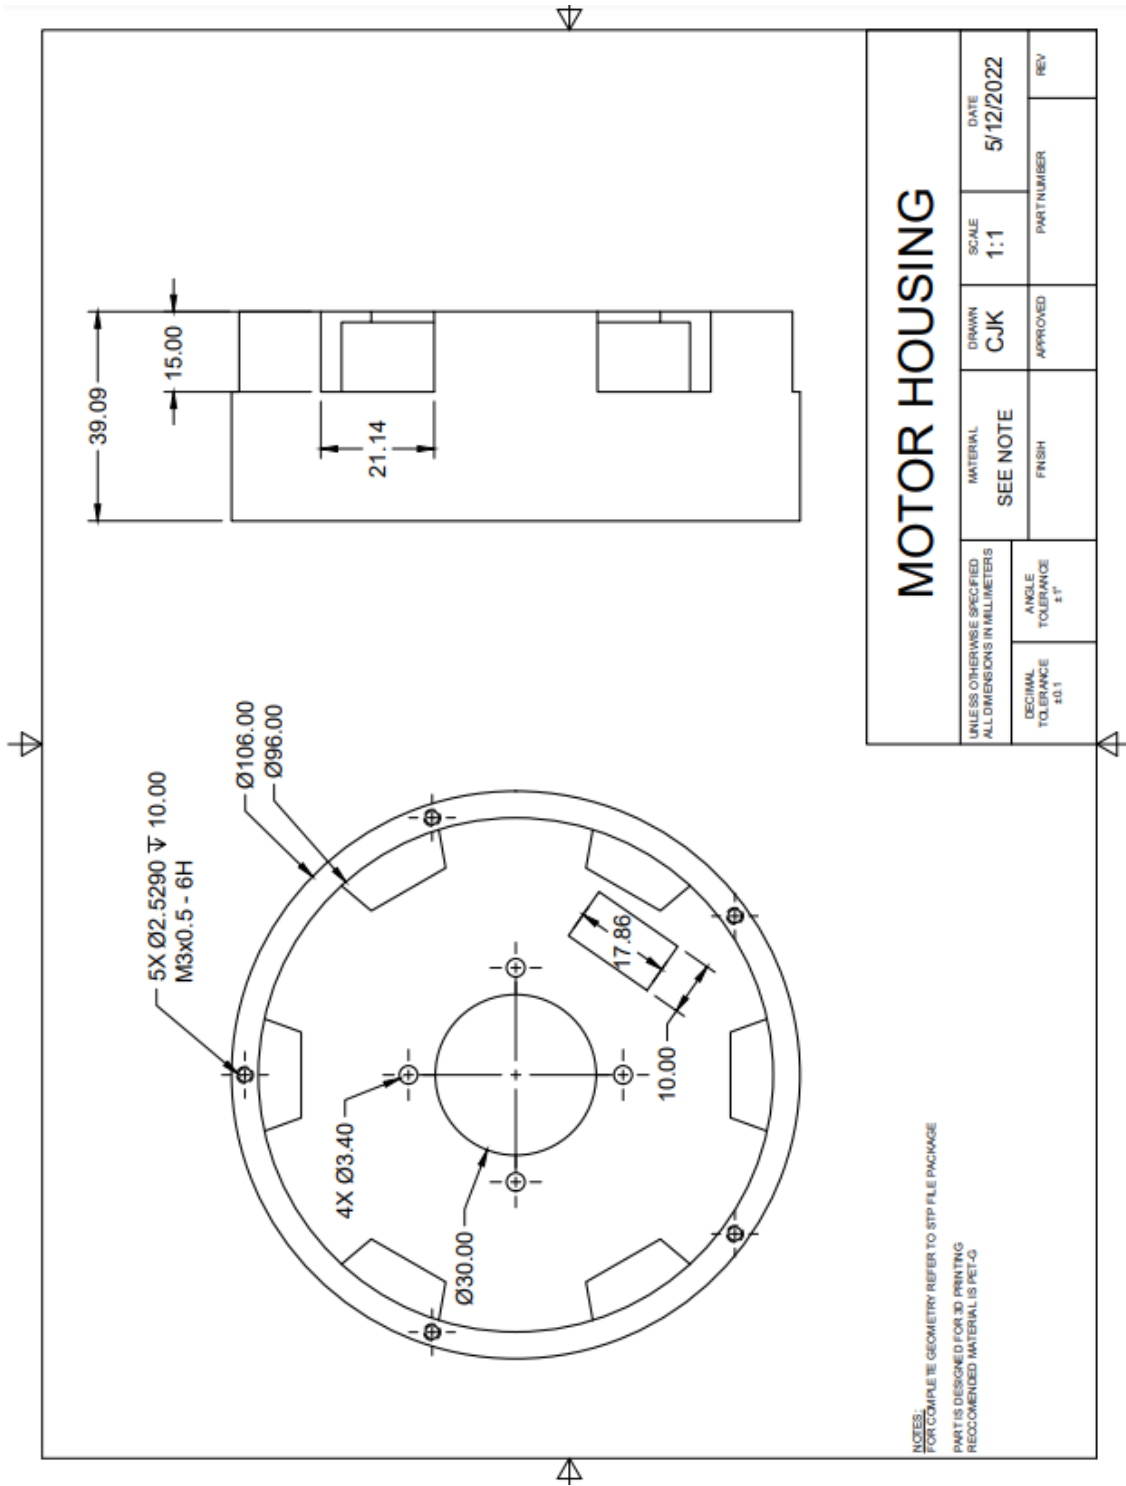 5X Ø2.5290 ↧ 10.00
M3x0.5 - 6H
Ø106.00
Ø96.00
4X Ø3.40
Ø30.00
17.86
10.00
39.09
15.00
21.14
NOTES:
FOR COMPLETE GEOMETRY REFER TO STP FILE PACKAGE
PART IS DESIGNED FOR 3D PRINTING
RECCOMENDED MATERIAL IS PET-G
MOTOR HOUSING
UNLESS OTHERWISE SPECIFIED
ALL DIMENSIONS IN MILLIMETERS
DECIMAL
TOLERANCE
±0.1
ANGLE
TOLERANCE
±1°
MATERIAL
SEE NOTE
DRAWN
CJK
SCALE
1:1
DATE
5/12/2022
FINSIH
APPROVED
PART NUMBER
REV